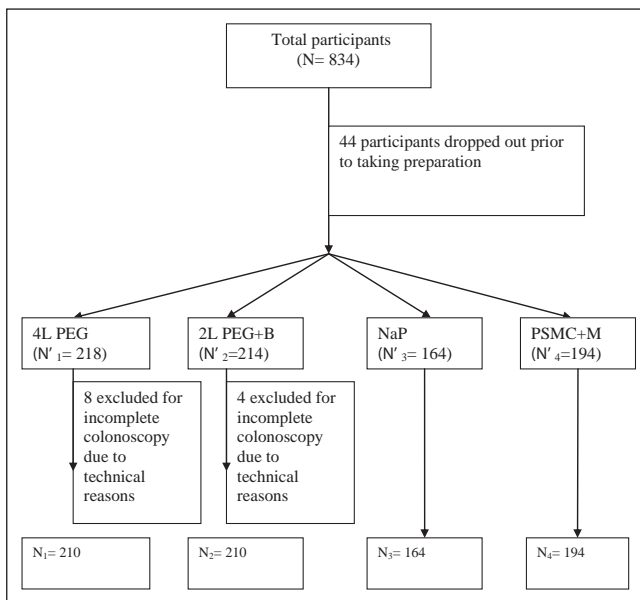 Total participants
(N= 834)
44 participants dropped out prior
to taking preparation
4L PEG
(N'₁= 218)
2L PEG+B
(N'₂=214)
NaP
(N'₃= 164)
PSMC+M
(N'₄=194)
8 excluded for
incomplete
colonoscopy
due to
technical
reasons
4 excluded for
incomplete
colonoscopy
due to
technical
reasons
N₁= 210
N₂= 210
N₃= 164
N₄= 194